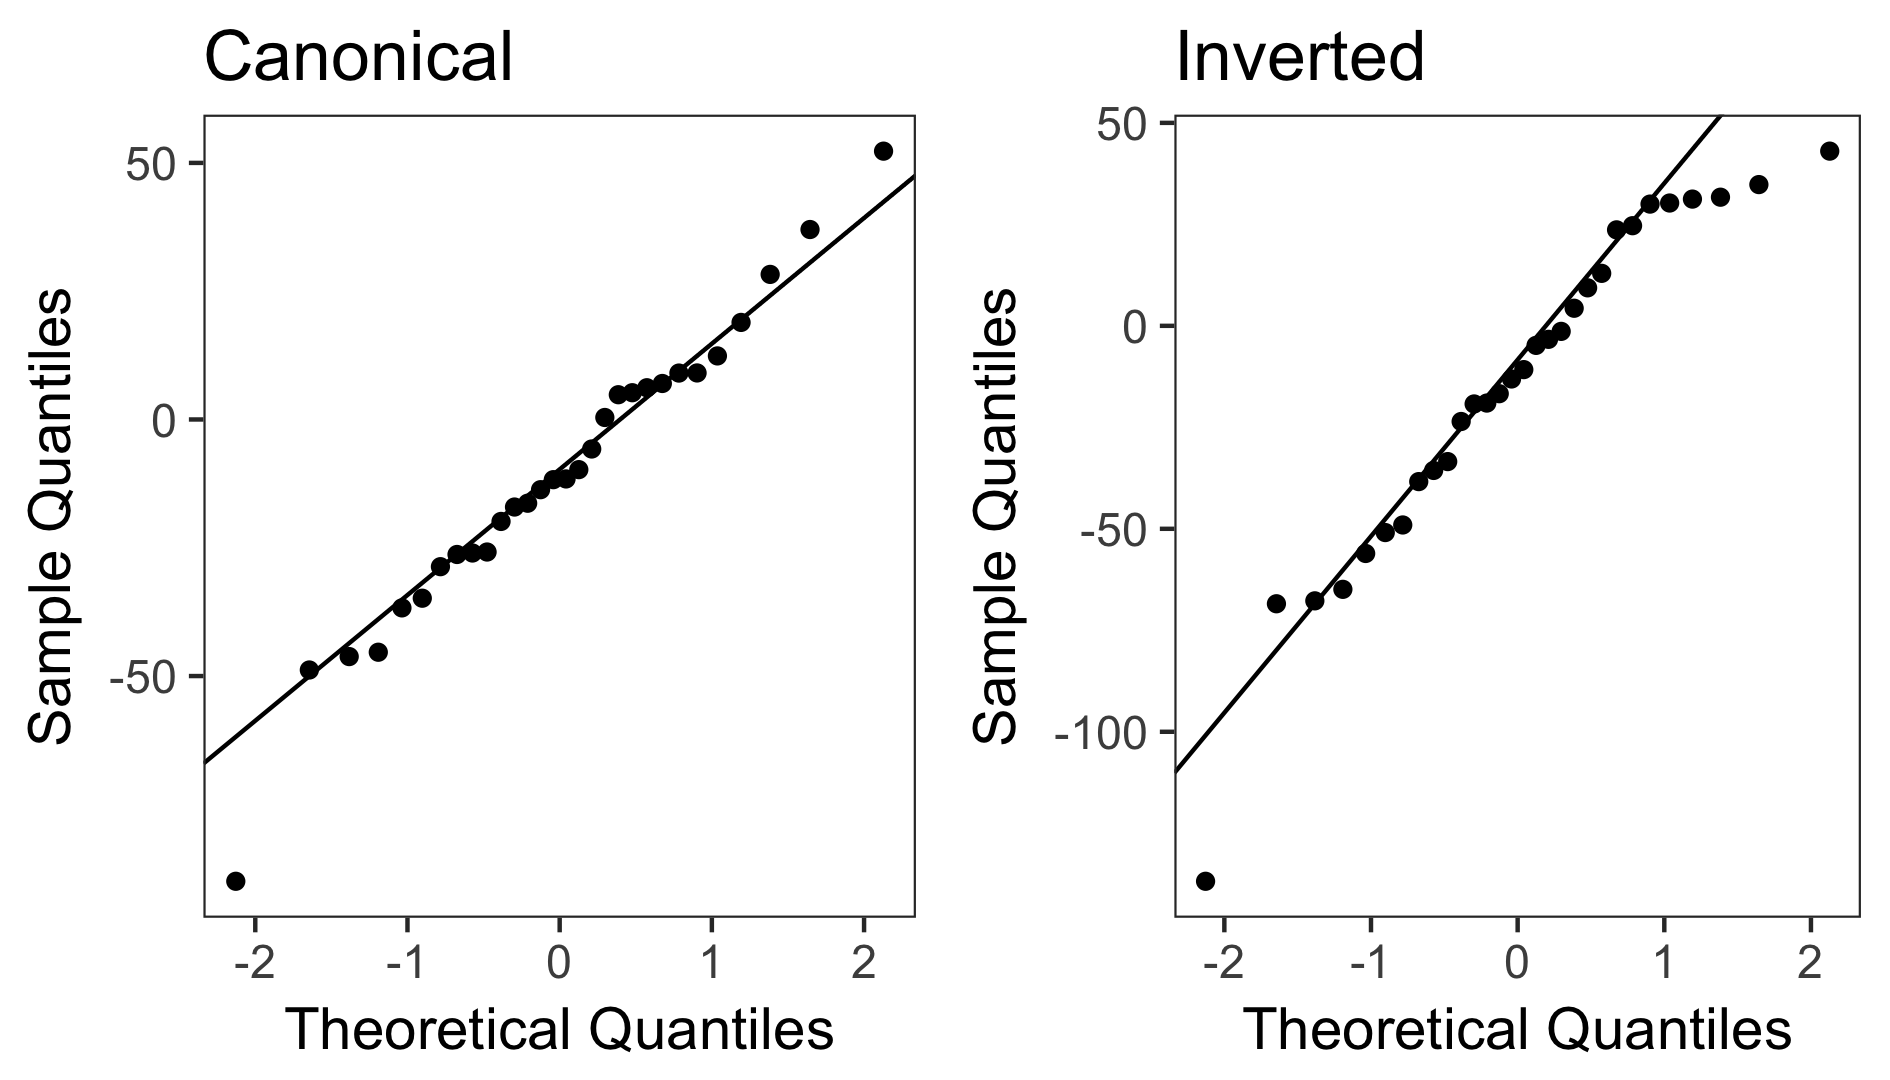 Canonical
Sample Quantiles
50
0
-50
-2 -1 0 1 2
Theoretical Quantiles
Inverted
Sample Quantiles
50
0
-50
-100
-2 -1 0 1 2
Theoretical Quantiles